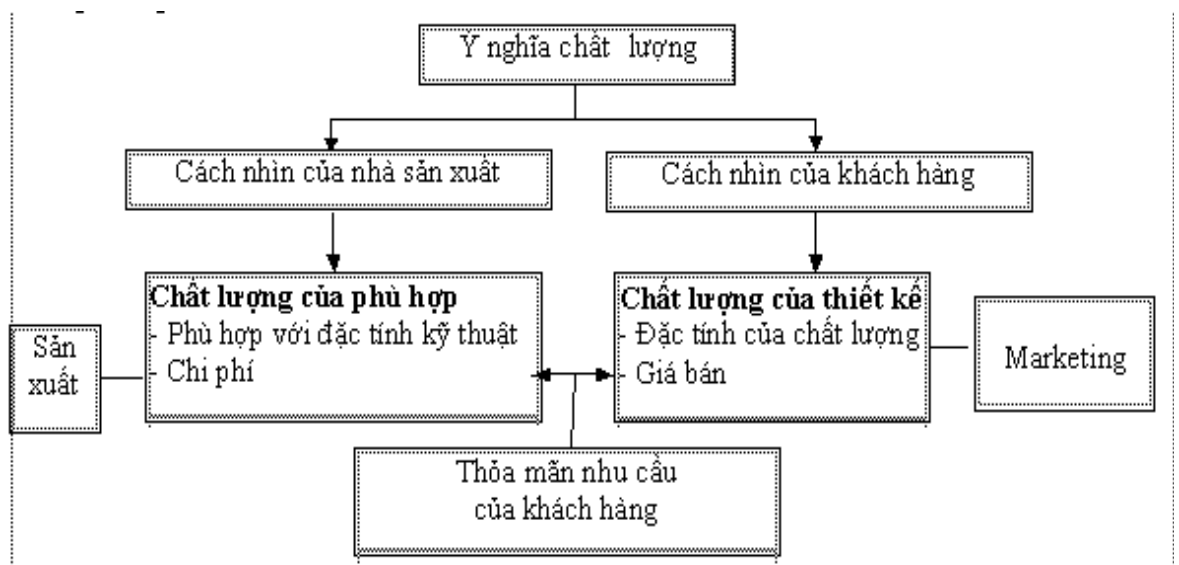 Ý nghĩa chất lượng
Cách nhìn của nhà sản xuất
Cách nhìn của khách hàng
Chất lượng của phù hợp
- Phù hợp với đặc tính kỹ thuật
- Chi phí
Chất lượng của thiết kế
- Đặc tính của chất lượng
- Giá bán
Sản
xuất
Marketing
Thỏa mãn nhu cầu
của khách hàng